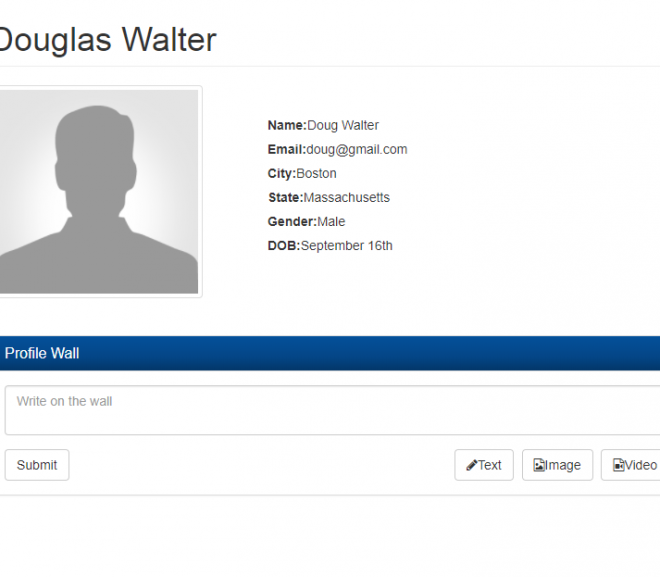 Douglas Walter
Name:Doug Walter
Email:doug@gmail.com
City:Boston
State:Massachusetts
Gender:Male
DOB:September 16th
Profile Wall
Write on the wall
Submit
Text
Image
Video